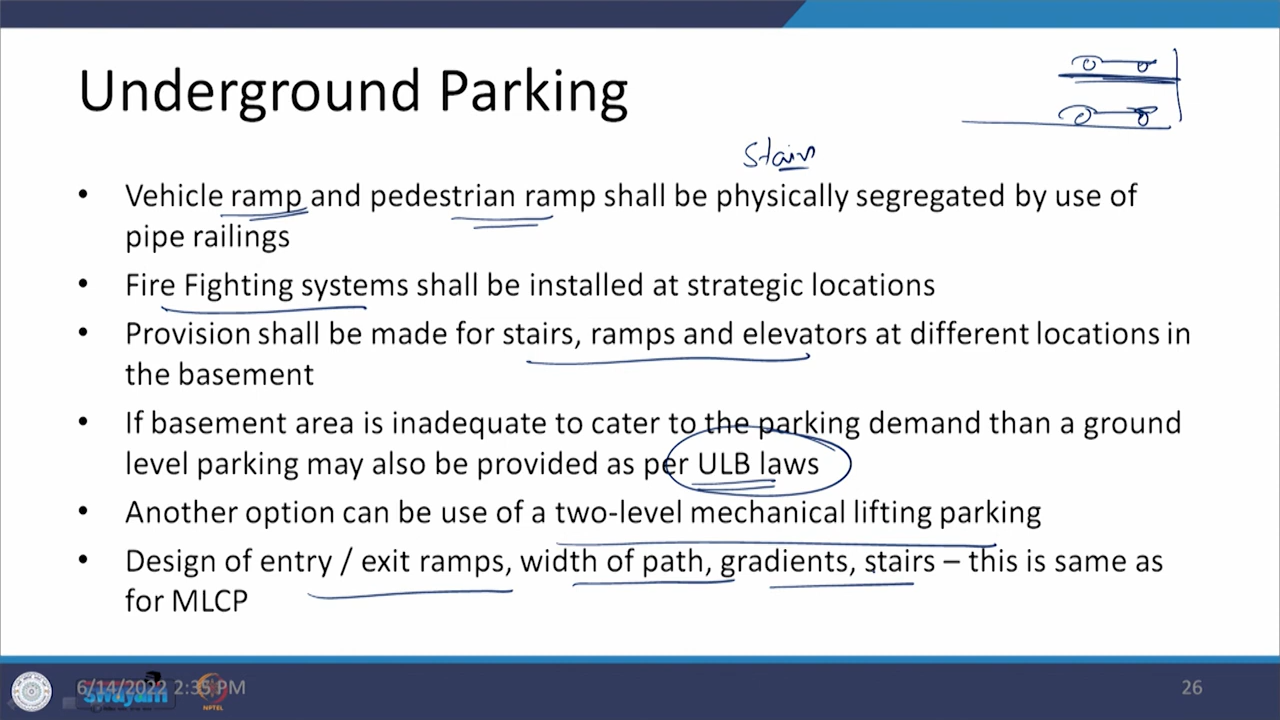 Underground Parking
Stairs
• Vehicle ramp and pedestrian ramp shall be physically segregated by use of
pipe railings
• Fire Fighting systems shall be installed at strategic locations
• Provision shall be made for stairs, ramps and elevators at different locations in
the basement
• If basement area is inadequate to cater to the parking demand than a ground
level parking may also be provided as per ULB laws
• Another option can be use of a two-level mechanical lifting parking
• Design of entry / exit ramps, width of path, gradients, stairs – this is same as
for MLCP
6/14/2022 2:35 PM
swayam
NPTEL
26